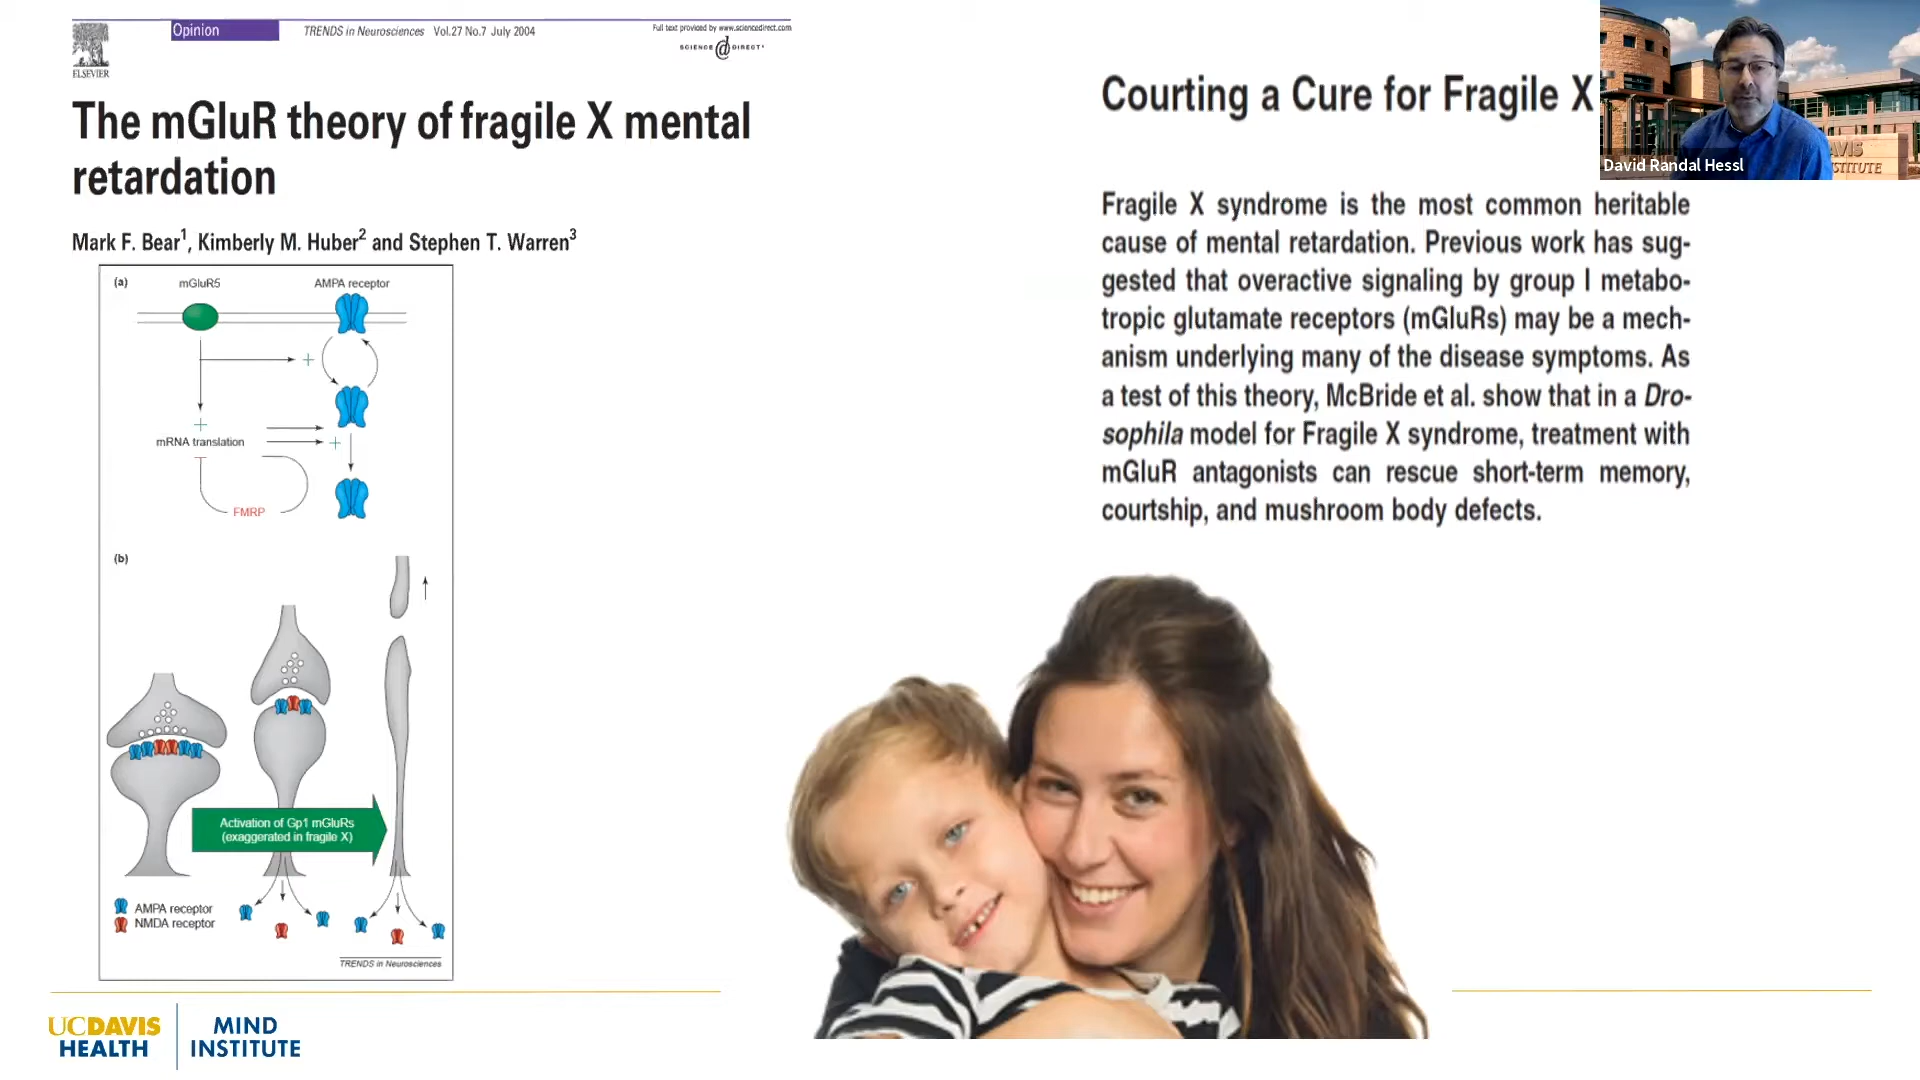 Opinion
TRENDS in Neurosciences Vol.27 No.7 July 2004
Full text provided by www.sciencedirect.com
SCIENCE DIRECT®
ELSEVIER
The mGluR theory of fragile X mental
retardation
Mark F. Bear1, Kimberly M. Huber2 and Stephen T. Warren3
(a)
mGluR5
AMPA receptor
+
+
mRNA translation
+
FMRP
(b)
Activation of Gp1 mGluRs
(exaggerated in fragile X)
AMPA receptor
NMDA receptor
TRENDS in Neurosciences
Courting a Cure for Fragile X
Fragile X syndrome is the most common heritable
cause of mental retardation. Previous work has sug-
gested that overactive signaling by group I metabo-
tropic glutamate receptors (mGluRs) may be a mech-
anism underlying many of the disease symptoms. As
a test of this theory, McBride et al. show that in a Dro-
sophila model for Fragile X syndrome, treatment with
mGluR antagonists can rescue short-term memory,
courtship, and mushroom body defects.
AVIS
STITUTE
David Randal Hessl
UCDAVIS
HEALTH
MIND
INSTITUTE